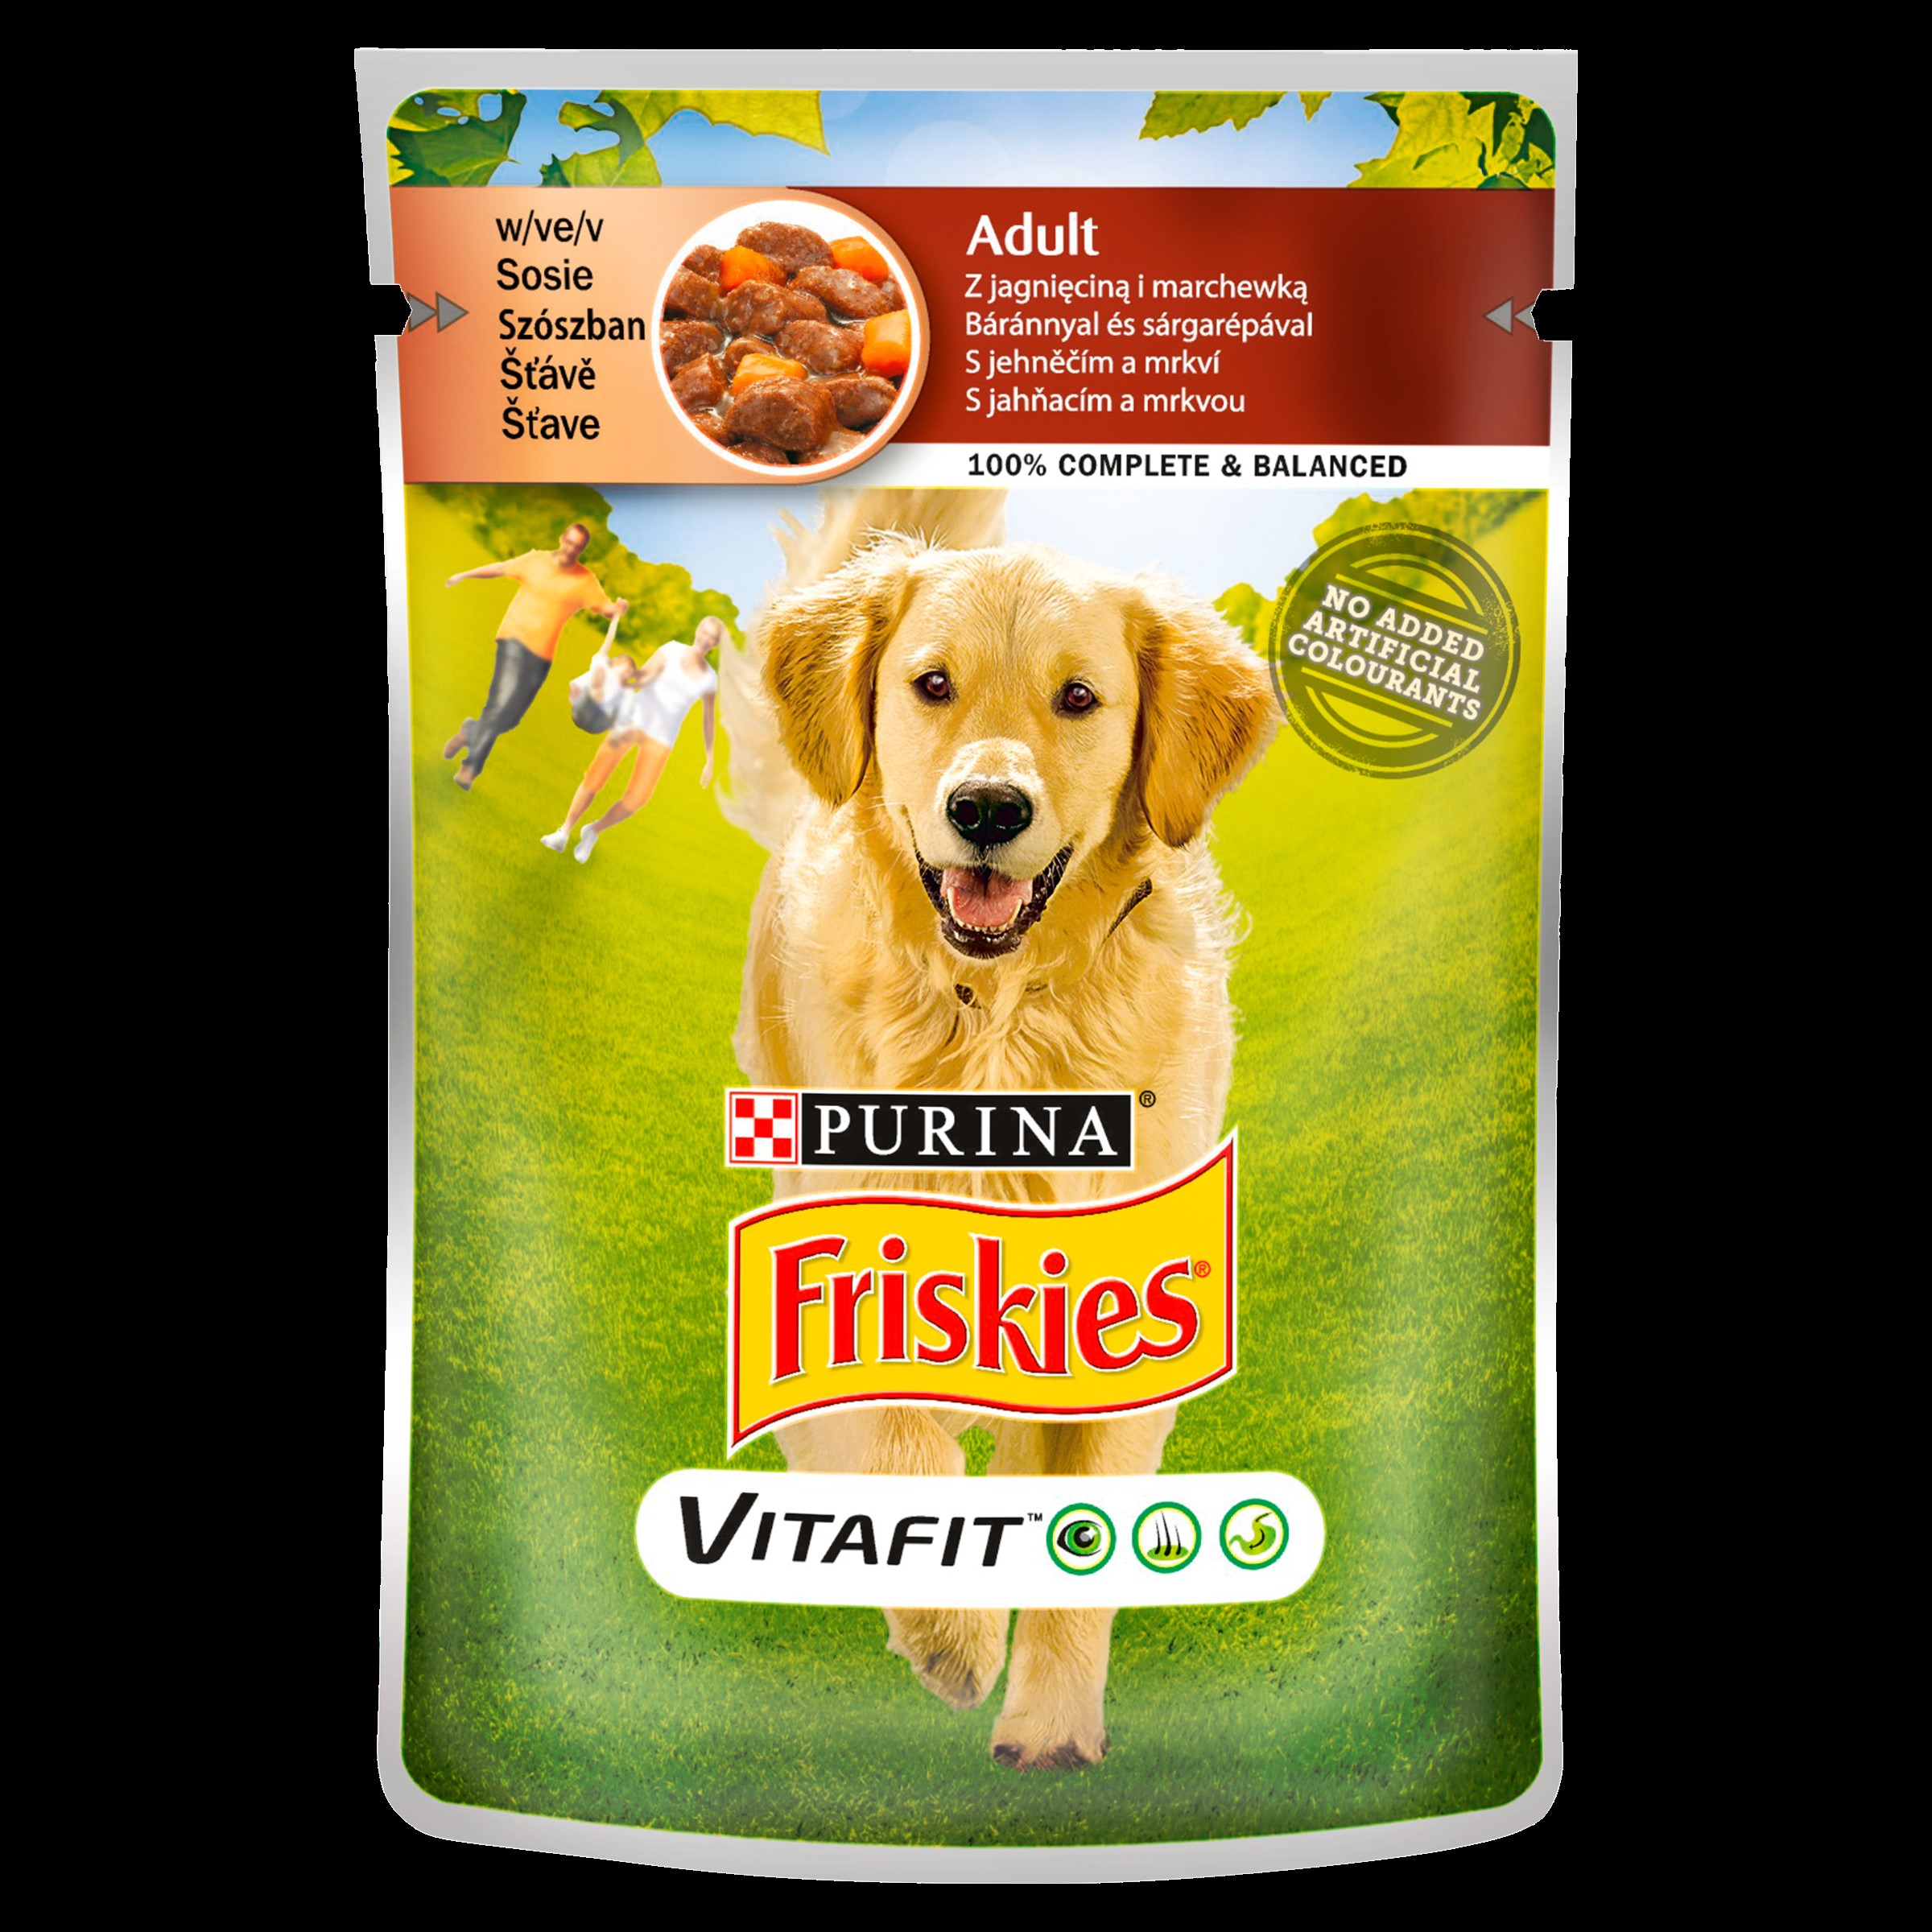 w/ve/v
Sosie
Szószban
Šťávě
Šťave
Adult
Z jagnięciną i marchewką
Báránnyal és sárgarépával
S jehněčím a mrkví
S jahňacím a mrkvou
100% COMPLETE & BALANCED
NO ADDED
ARTIFICIAL
COLOURANTS
PURINA®
Friskies®
VITAFIT™